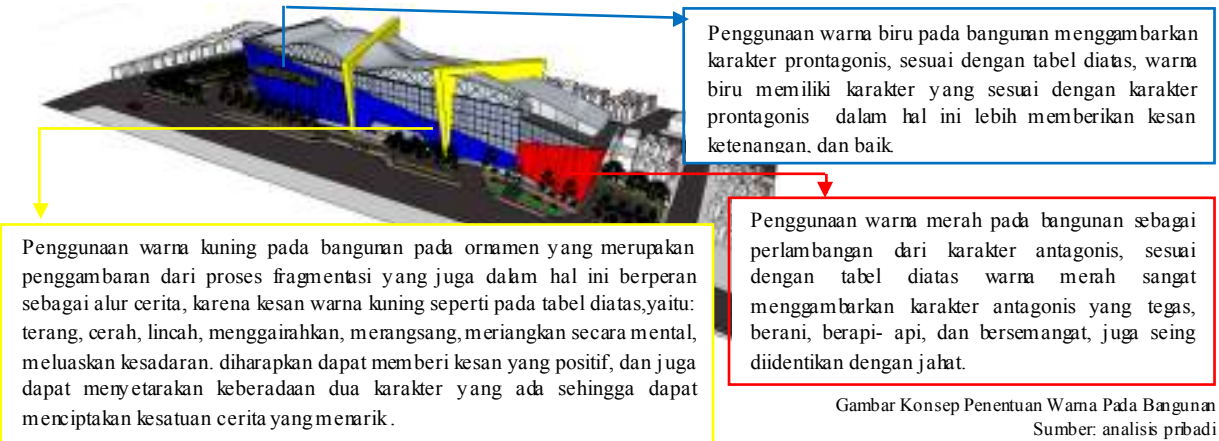 Penggunaan warna biru pada bangunan menggambarkan
karakter prontagonis, sesuai dengan tabel diatas, warna
biru memiliki karakter yang sesuai dengan karakter
prontagonis dalam hal ini lebih memberikan kesan
ketenangan, dan baik.
Penggunaan warna merah pada bangunan sebagai
perlambangan dari karakter antagonis, sesuai
dengan tabel diatas warna merah sangat
menggambarkan karakter antagonis yang tegas,
berani, berapi- api, dan bersemangat, juga seing
diidentikan dengan jahat.
Penggunaan warna kuning pada bangunan pada ornamen yang merupakan
penggambaran dari proses fragmentasi yang juga dalam hal ini berperan
sebagai alur cerita, karena kesan warna kuning seperti pada tabel diatas,yaitu:
terang, cerah, lincah, menggairahkan, merangsang, meriangkan secara mental,
meluaskan kesadaran. diharapkan dapat memberi kesan yang positif, dan juga
dapat menyetarakan keberadaan dua karakter yang ada sehingga dapat
menciptakan kesatuan cerita yang menarik.
Gambar Konsep Penentuan Warna Pada Bangunan
Sumber: analisis pribadi